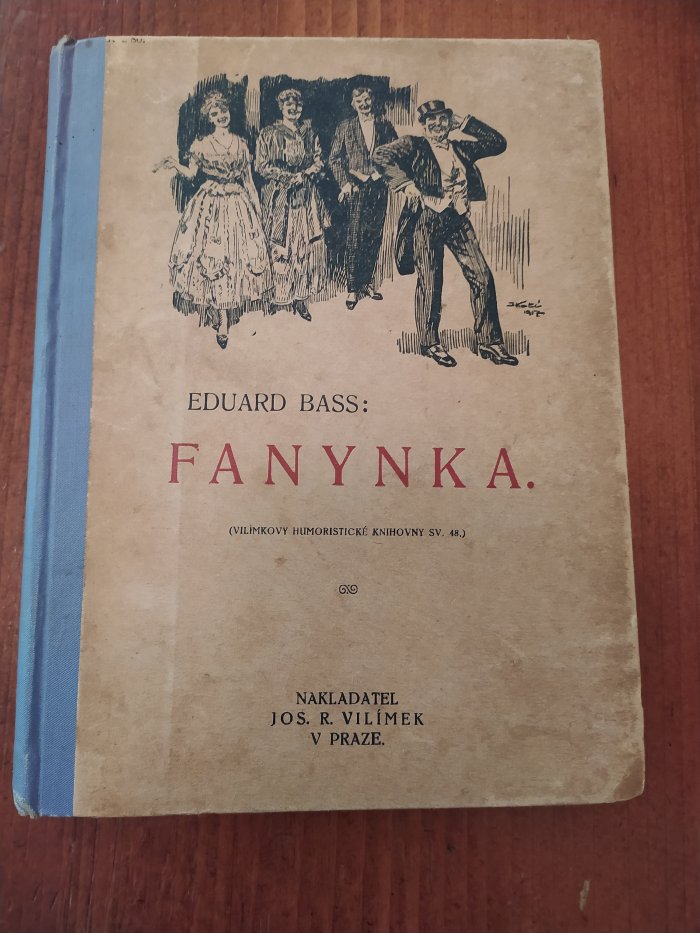 EDUARD BASS:
FANYNKA.
(VILÍMKOVY HUMORISTICKÉ KNIHOVNY SV. 48.)
NAKLADATEL
JOS. R. VILÍMEK
V PRAZE.